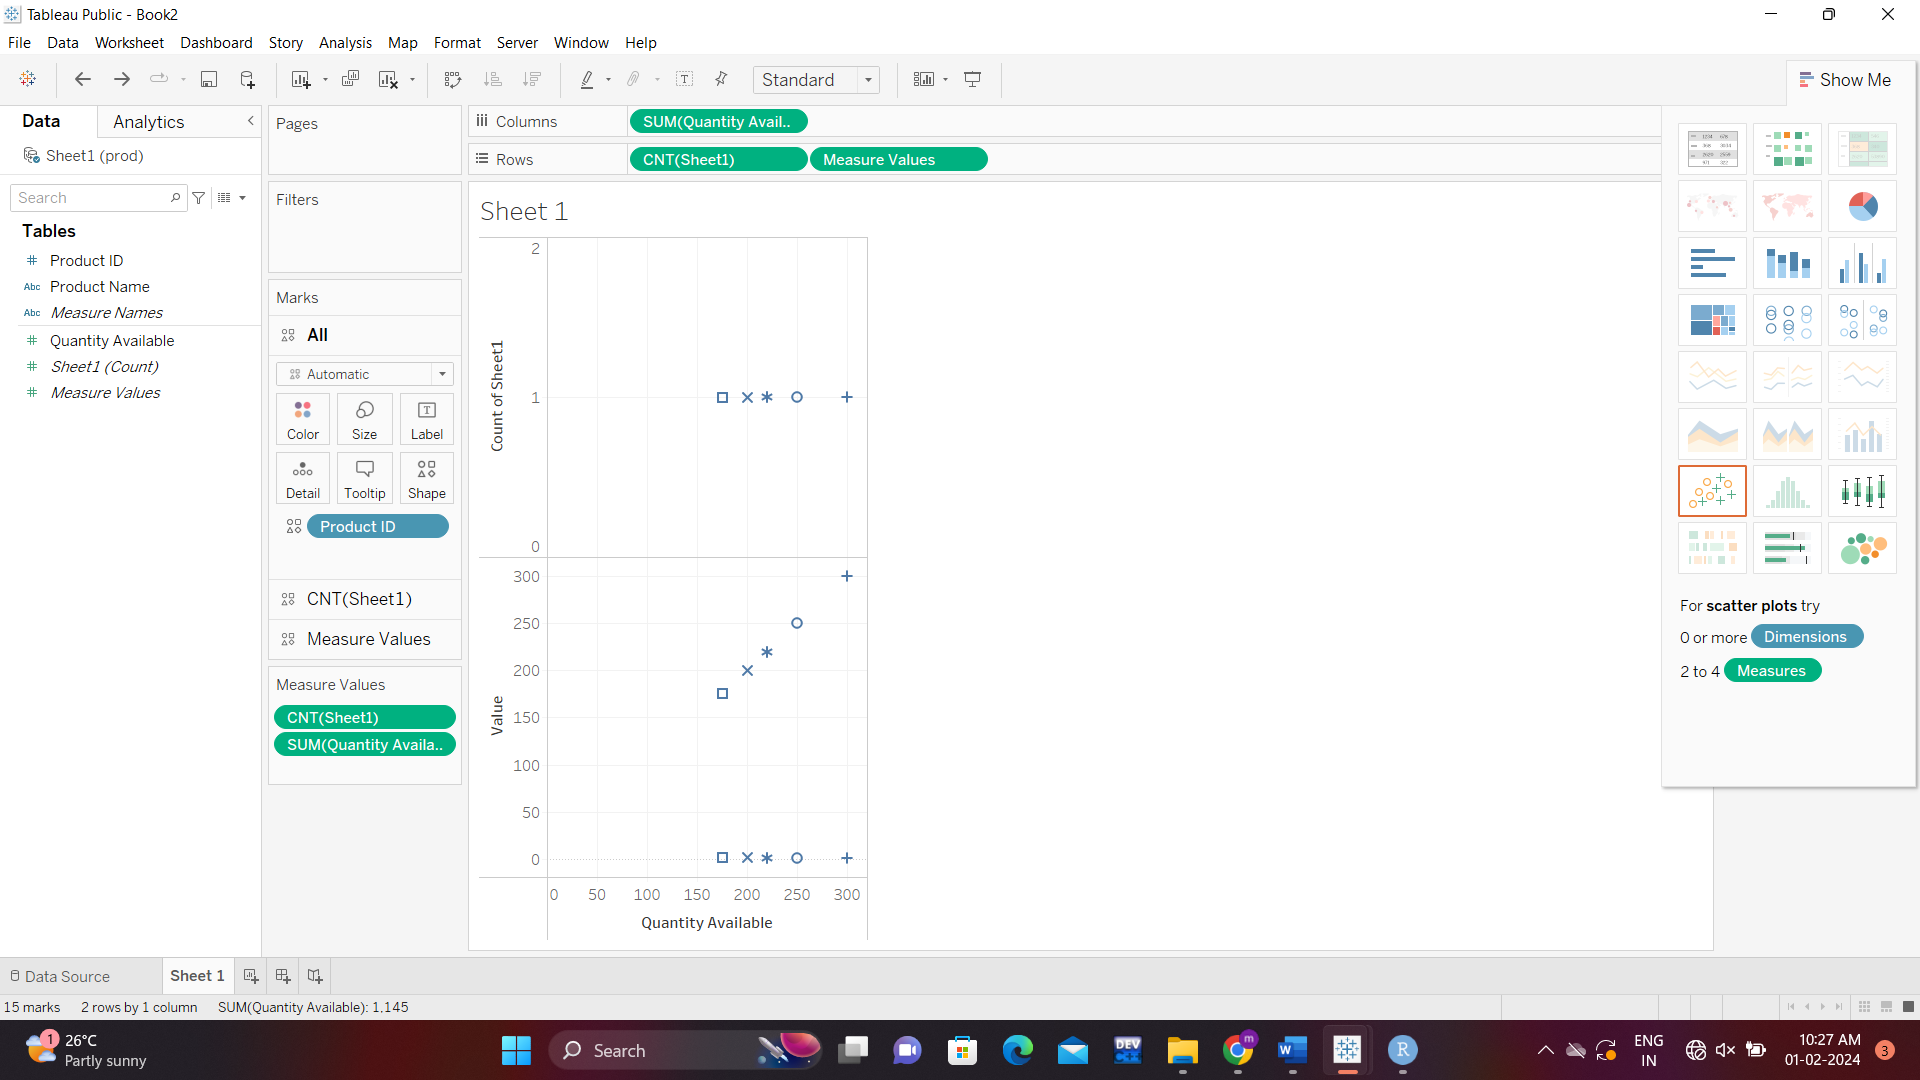 Tableau Public - Book2
File Data Worksheet Dashboard Story Analysis Map Format Server Window Help
Standard
Show Me
Data Analytics
Sheet1 (prod)
Search
Tables
Product ID
Abc Product Name
Abc Measure Names
Quantity Available
Sheet1 (Count)
Measure Values
Pages
Filters
Marks
All
Automatic
Color Size Label
Detail Tooltip Shape
Product ID
CNT(Sheet1)
Measure Values
Measure Values
CNT(Sheet1)
SUM(Quantity Availa..
Columns SUM(Quantity Avail..
Rows CNT(Sheet1) Measure Values
Sheet 1
Count of Sheet1
2
1
0
Value
300
250
200
150
100
50
0
0 50 100 150 200 250 300
Quantity Available
For scatter plots try
0 or more Dimensions
2 to 4 Measures
Data Source Sheet 1
15 marks 2 rows by 1 column SUM(Quantity Available): 1,145
1 26°C
Partly sunny
Search
DEV
ENG
IN
10:27 AM
01-02-2024
3